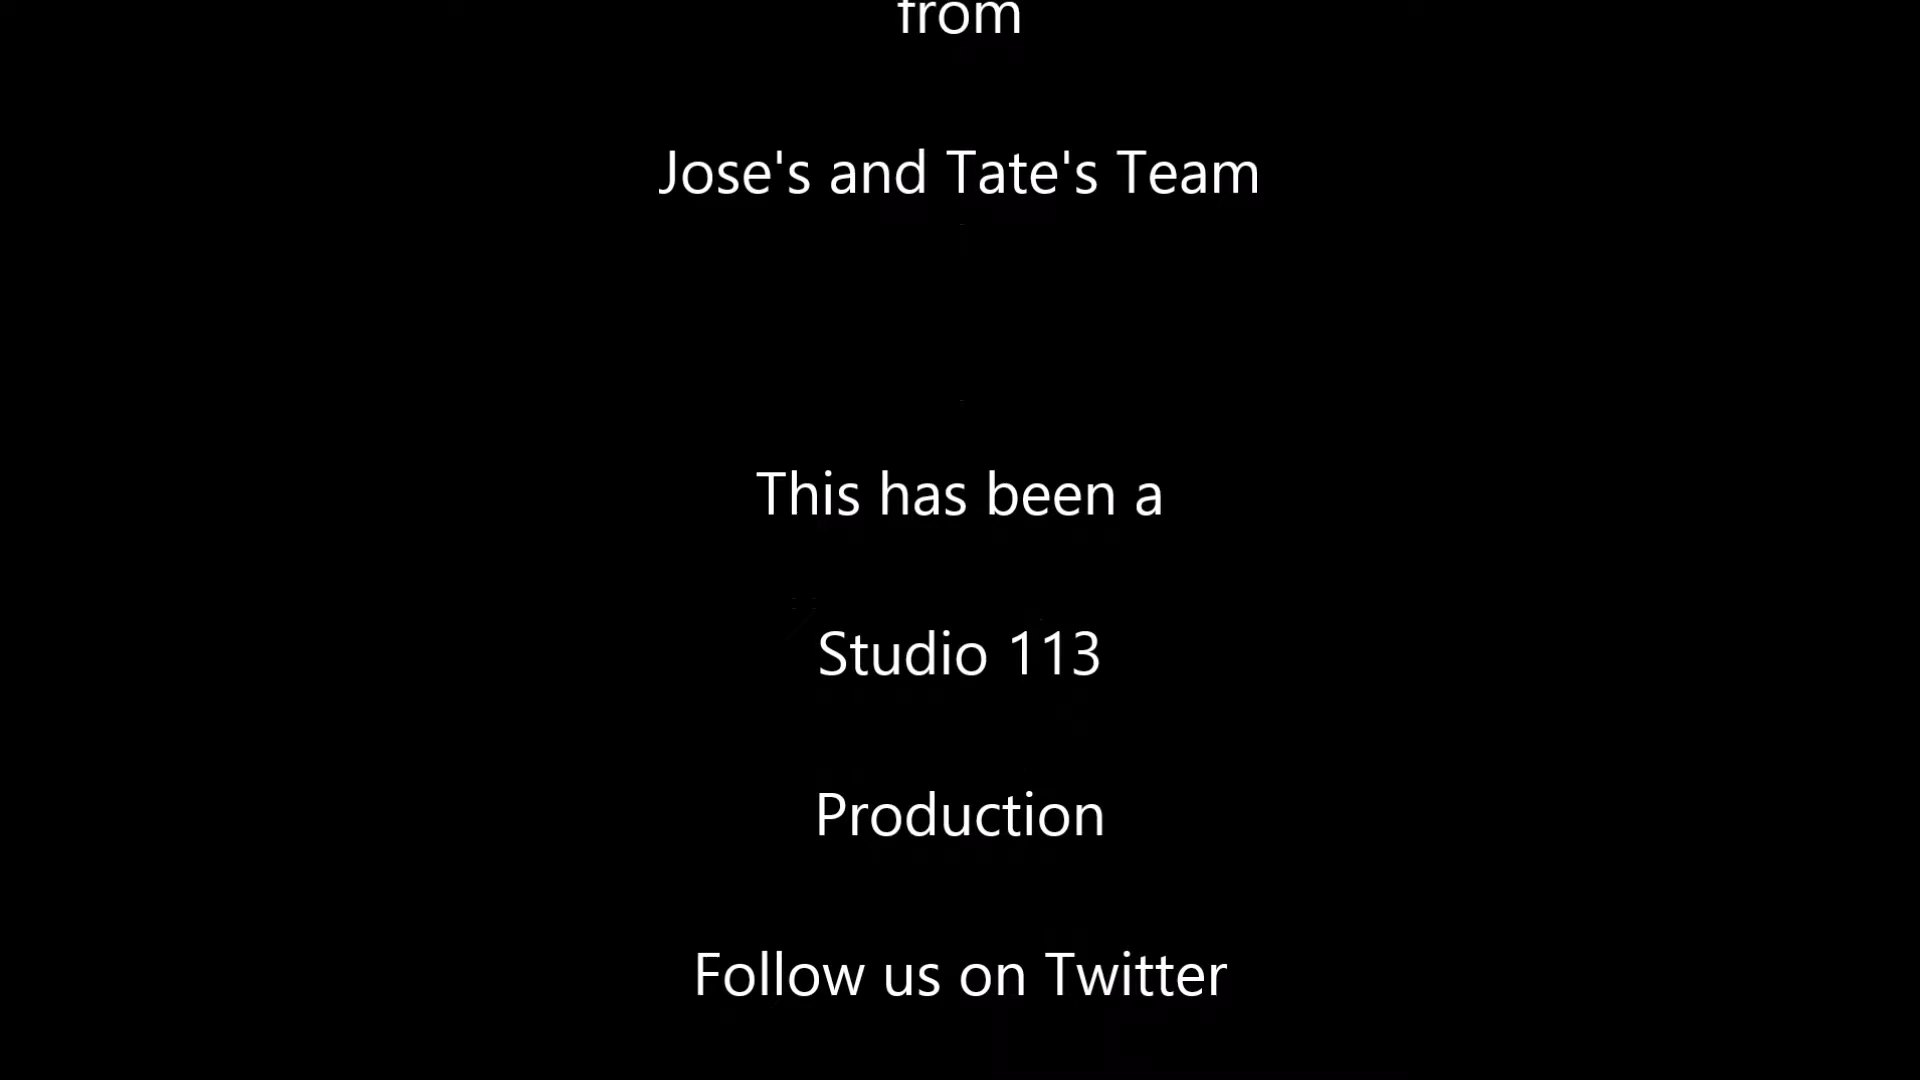 from
Jose's and Tate's Team
This has been a
Studio 113
Production
Follow us on Twitter